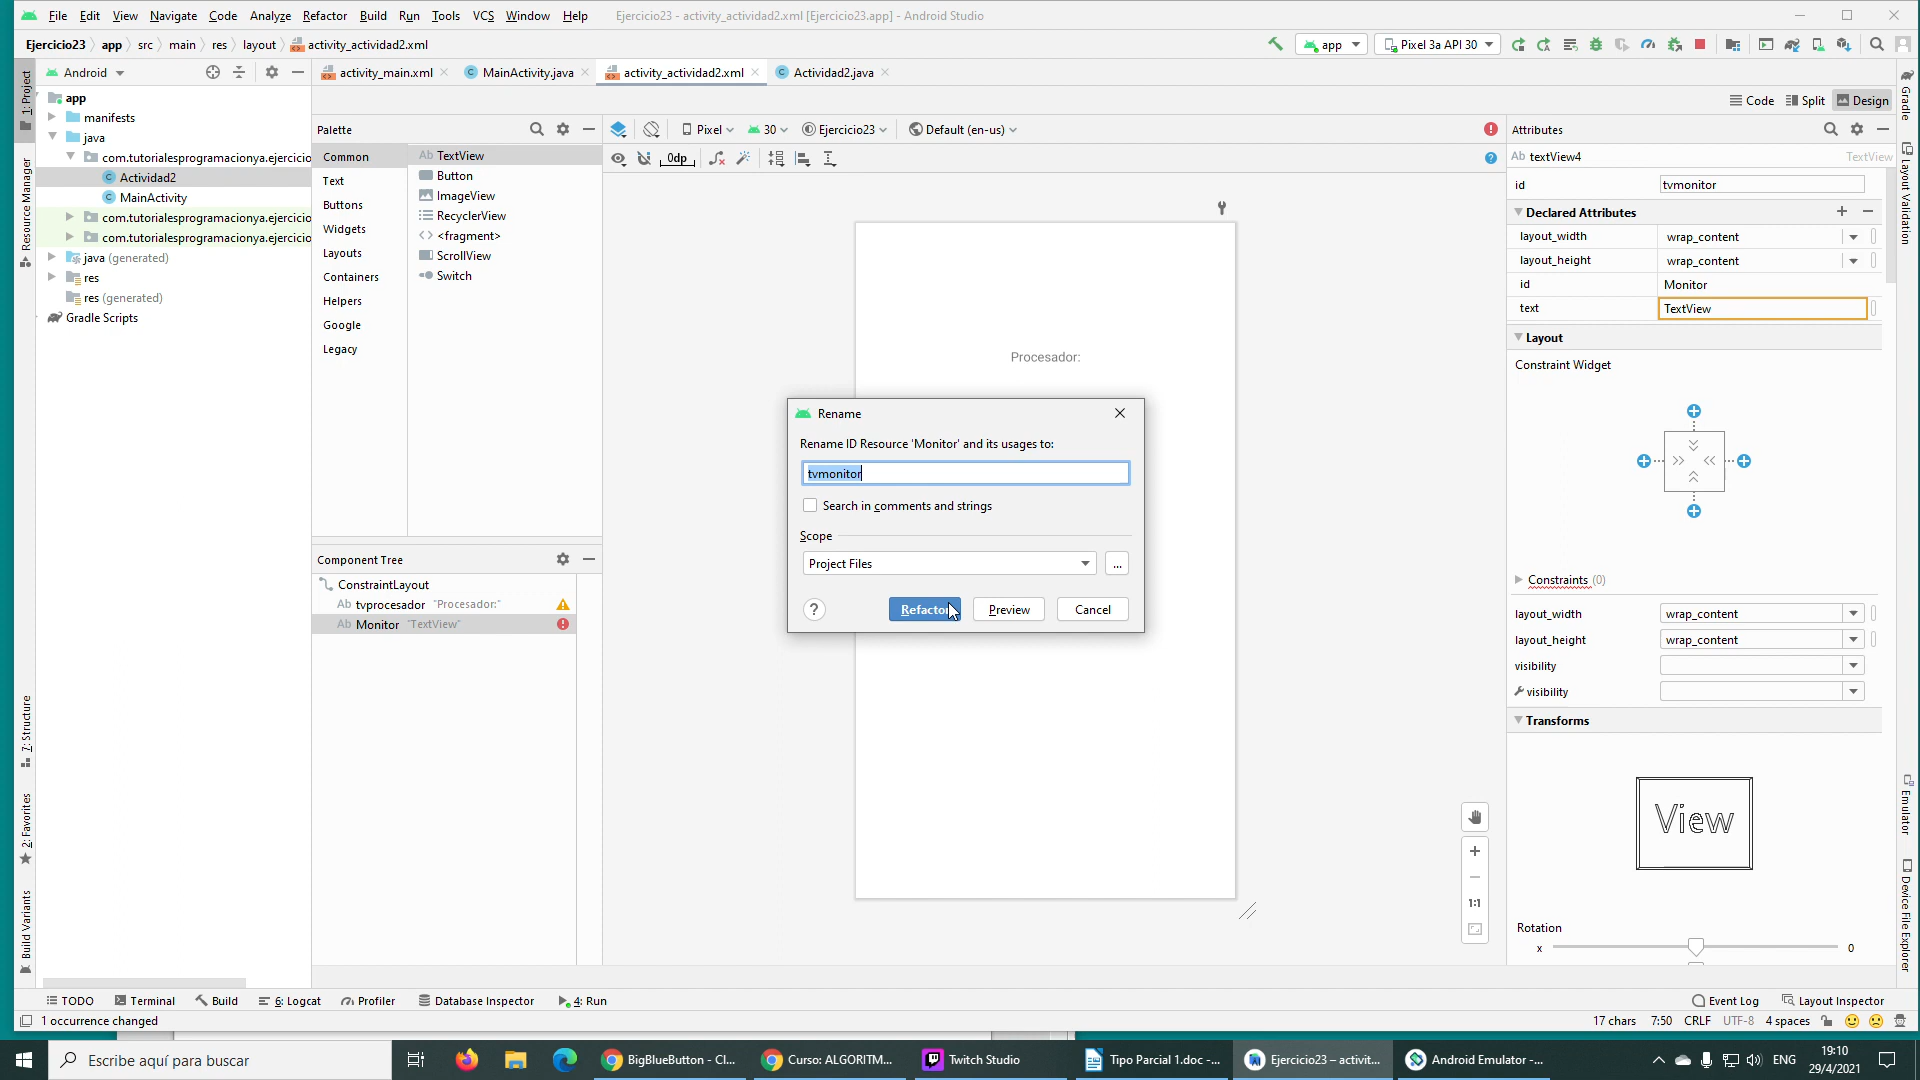 File Edit View Navigate Code Analyze Refactor Build Run Tools VCS Window Help Ejercicio23 - activity_actividad2.xml [Ejercicio23.app] - Android Studio
Ejercicio23 app src main res layout activity_actividad2.xml app Pixel 3a API 30
Android activity_main.xml MainActivity.java activity_actividad2.xml Actividad2.java
Code Split Design
1: Project
Resource Manager
7: Structure
2: Favorites
Build Variants
app
manifests
java
com.tutorialesprogramacionya.ejercicio
Actividad2
MainActivity
com.tutorialesprogramacionya.ejercicio
com.tutorialesprogramacionya.ejercicio
java (generated)
res
res (generated)
Gradle Scripts
Palette
Common
Text
Buttons
Widgets
Layouts
Containers
Helpers
Google
Legacy
Ab TextView
Button
ImageView
RecyclerView
<fragment>
ScrollView
Switch
Component Tree
ConstraintLayout
Ab tvprocesador "Procesador:"
Ab Monitor "TextView"
Pixel 30 Ejercicio23 Default (en-us)
0dp
Procesador:
Rename
Rename ID Resource 'Monitor' and its usages to:
tvmonitor
Search in comments and strings
Scope
Project Files
...
? Refactor Preview Cancel
1:1
Attributes
Ab textView4 TextView
id tvmonitor
Declared Attributes
layout_width wrap_content
layout_height wrap_content
id Monitor
text TextView
Layout
Constraint Widget
Constraints (0)
layout_width wrap_content
layout_height wrap_content
visibility
visibility
Transforms
View
Rotation
x 0
Gradle
Layout Validation
Emulator
Device File Explorer
TODO Terminal Build 6: Logcat Profiler Database Inspector 4: Run Event Log Layout Inspector
1 occurrence changed 17 chars 7:50 CRLF UTF-8 4 spaces
Escribe aquí para buscar BigBlueButton - Cl... Curso: ALGORITM... Twitch Studio Tipo Parcial 1.doc -... Ejercicio23 – activit... Android Emulator -... ENG 19:10
29/4/2021